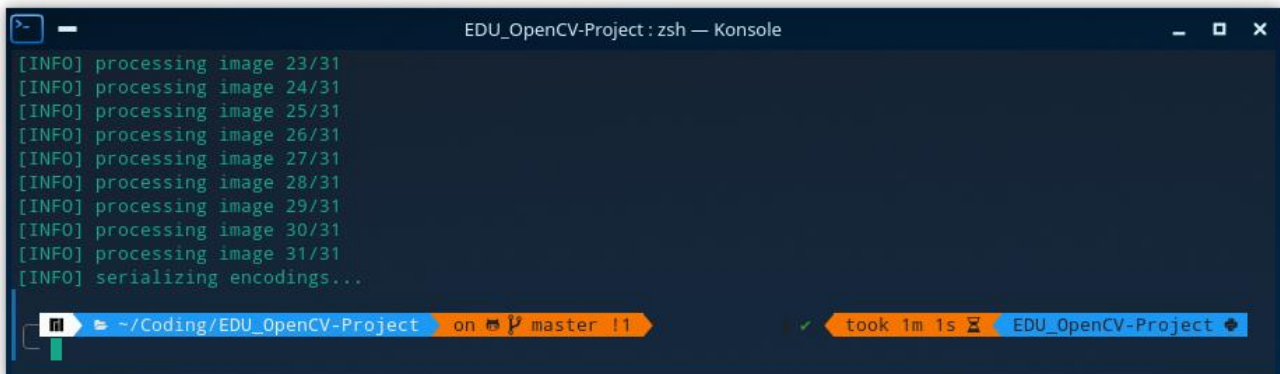 EDU_OpenCV-Project : zsh — Konsole
[INFO] processing image 23/31
[INFO] processing image 24/31
[INFO] processing image 25/31
[INFO] processing image 26/31
[INFO] processing image 27/31
[INFO] processing image 28/31
[INFO] processing image 29/31
[INFO] processing image 30/31
[INFO] processing image 31/31
[INFO] serializing encodings...
~/Coding/EDU_OpenCV-Project on master !1 ✔ took 1m 1s EDU_OpenCV-Project